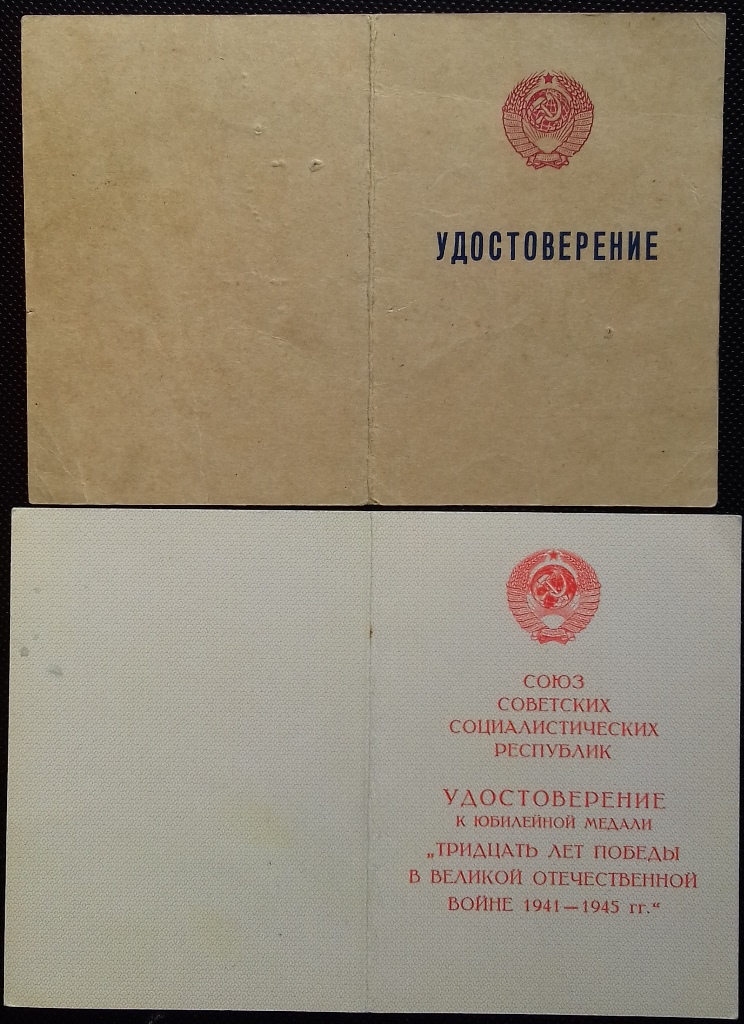 УДОСТОВЕРЕНИЕ
СОЮЗ
СОВЕТСКИХ
СОЦИАЛИСТИЧЕСКИХ
РЕСПУБЛИК
УДОСТОВЕРЕНИЕ
К ЮБИЛЕЙНОЙ МЕДАЛИ
„ТРИДЦАТЬ ЛЕТ ПОБЕДЫ
В ВЕЛИКОЙ ОТЕЧЕСТВЕННОЙ
ВОЙНЕ 1941—1945 гг.“